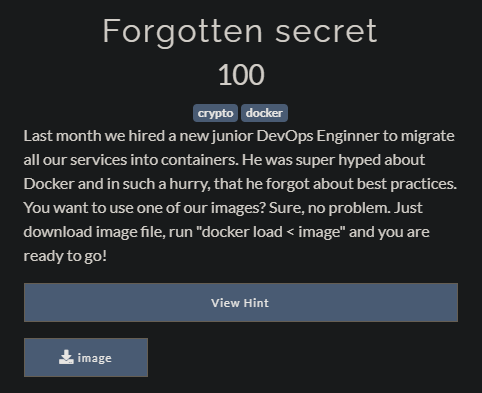 Forgotten secret
100
crypto docker
Last month we hired a new junior DevOps Enginner to migrate
all our services into containers. He was super hyped about
Docker and in such a hurry, that he forgot about best practices.
You want to use one of our images? Sure, no problem. Just
download image file, run "docker load < image" and you are
ready to go!
View Hint
image